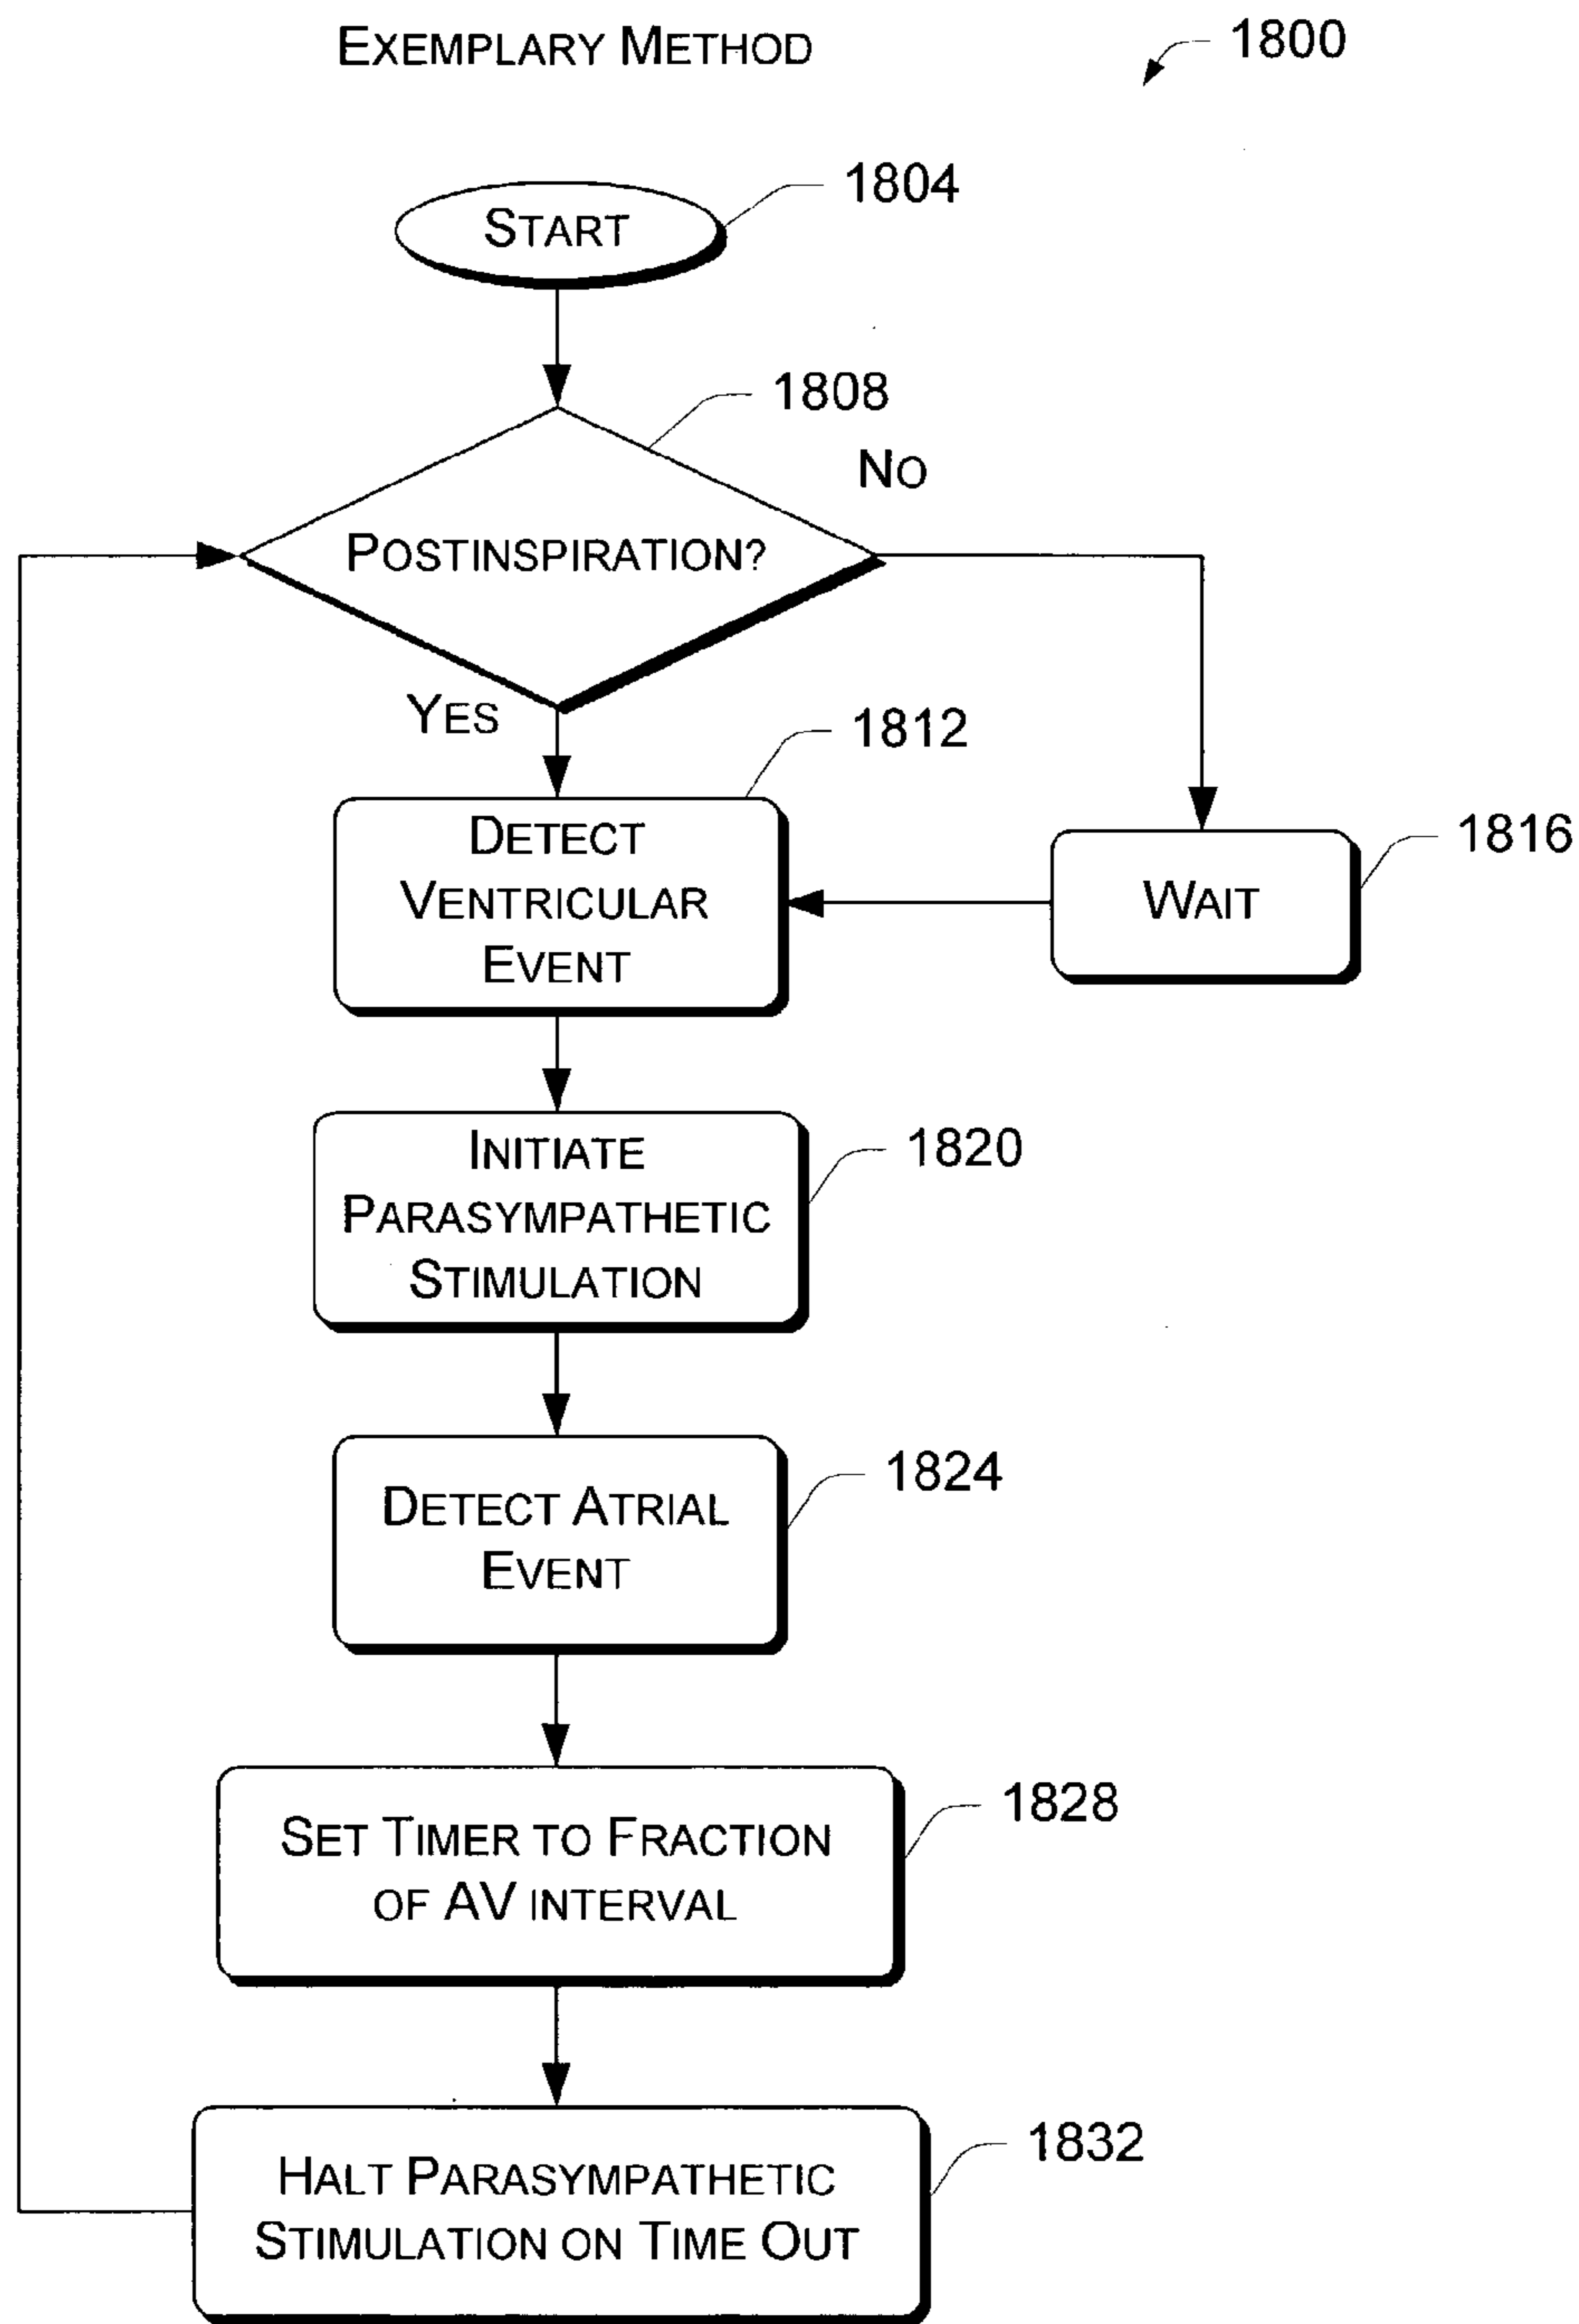 EXEMPLARY METHOD
1800
1804
START
1808
NO
POSTINSPIRATION?
YES
1812
DETECT
VENTRICULAR
EVENT
1816
WAIT
1820
INITIATE
PARASYMPATHETIC
STIMULATION
1824
DETECT ATRIAL
EVENT
1828
SET TIMER TO FRACTION
OF AV INTERVAL
1832
HALT PARASYMPATHETIC
STIMULATION ON TIME OUT